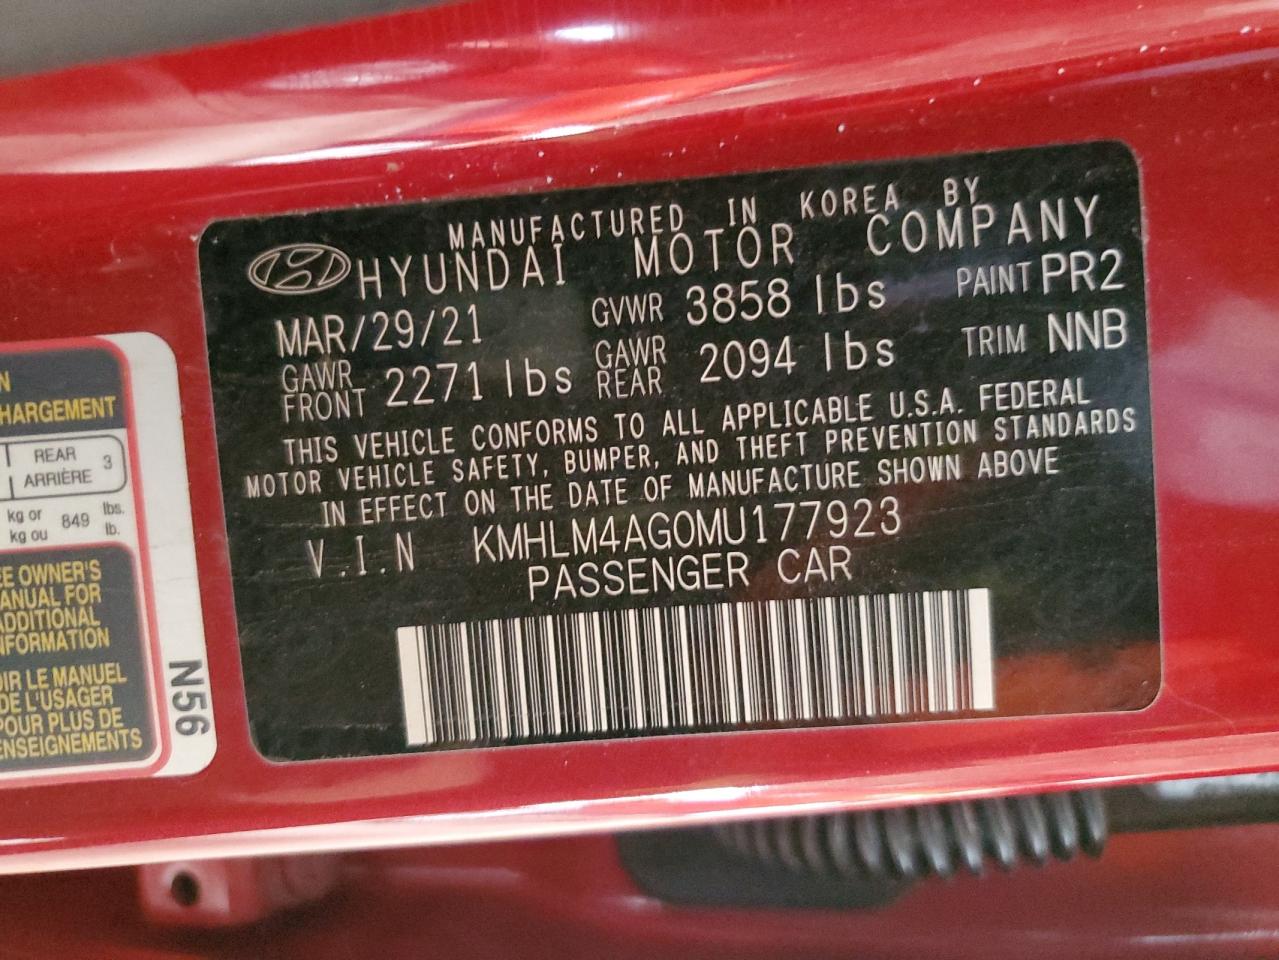 MANUFACTURED IN KOREA BY
HYUNDAI MOTOR COMPANY
MAR/29/21 GVWR 3858 lbs PAINT PR2
GAWR FRONT 2271 lbs GAWR REAR 2094 lbs TRIM NNB
THIS VEHICLE CONFORMS TO ALL APPLICABLE U.S.A. FEDERAL
MOTOR VEHICLE SAFETY, BUMPER, AND THEFT PREVENTION STANDARDS
IN EFFECT ON THE DATE OF MANUFACTURE SHOWN ABOVE
V.I.N KMHLM4AG0MU177923
PASSENGER CAR
N
HARGEMENT
REAR
ARRIÈRE 3
kg or
kg ou 849 lbs.
lb.
EE OWNER'S
ANUAL FOR
ADDITIONAL
NFORMATION
OIR LE MANUEL
DE L'USAGER
POUR PLUS DE
ENSEIGNEMENTS
N56